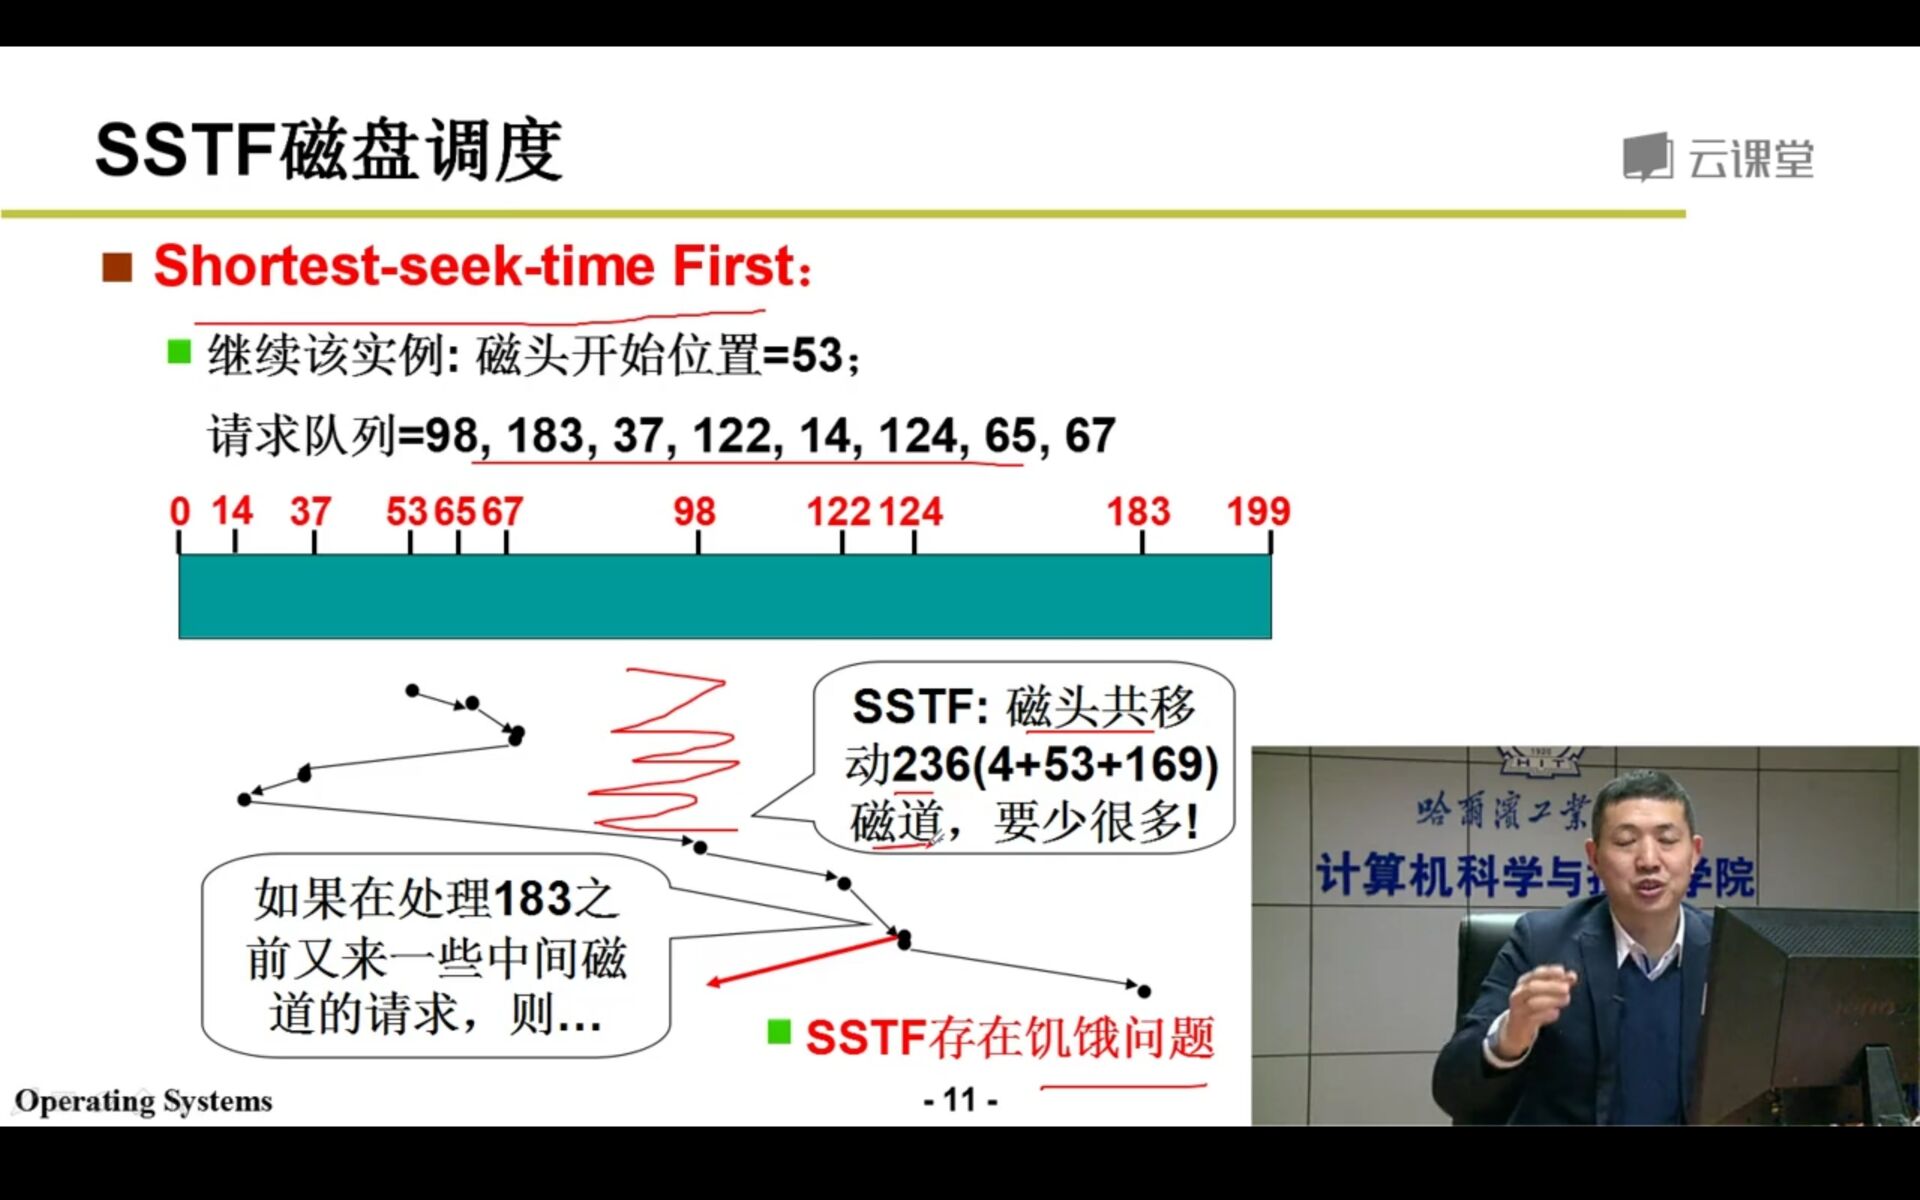 SSTF磁盘调度
云课堂
Shortest-seek-time First:
继续该实例: 磁头开始位置=53;
请求队列=98, 183, 37, 122, 14, 124, 65, 67
0 14 37 53 65 67 98 122 124 183 199
SSTF: 磁头共移
动236(4+53+169)
磁道，要少很多!
如果在处理183之
前又来一些中间磁
道的请求，则...
SSTF存在饥饿问题
Operating Systems
- 11 -
1920
HIT
哈爾濱工業
计算机科学与
学院